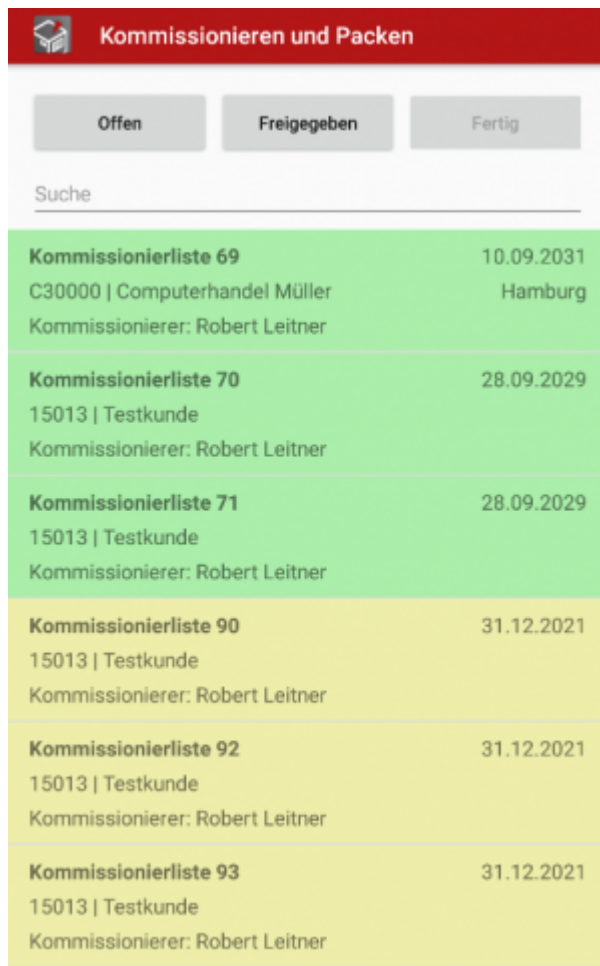 Kommissionieren und Packen
Offen Freigegeben Fertig
Suche
Kommissionierliste 69 10.09.2031
C30000 | Computerhandel Müller Hamburg
Kommissionierer: Robert Leitner
Kommissionierliste 70 28.09.2029
15013 | Testkunde
Kommissionierer: Robert Leitner
Kommissionierliste 71 28.09.2029
15013 | Testkunde
Kommissionierer: Robert Leitner
Kommissionierliste 90 31.12.2021
15013 | Testkunde
Kommissionierer: Robert Leitner
Kommissionierliste 92 31.12.2021
15013 | Testkunde
Kommissionierer: Robert Leitner
Kommissionierliste 93 31.12.2021
15013 | Testkunde
Kommissionierer: Robert Leitner